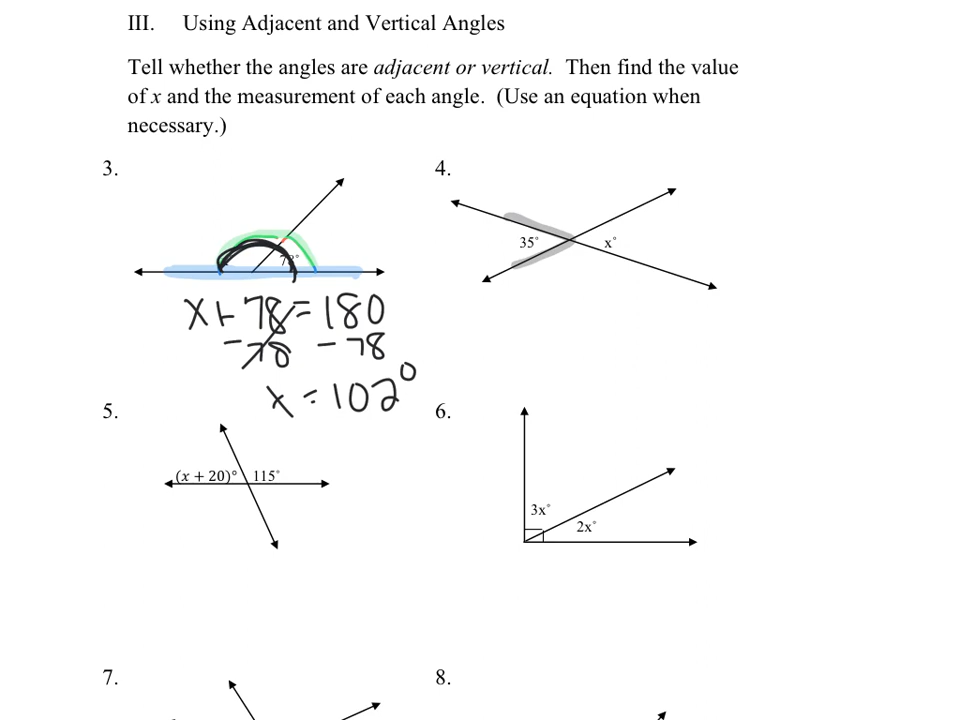 III. Using Adjacent and Vertical Angles
Tell whether the angles are adjacent or vertical. Then find the value
of x and the measurement of each angle. (Use an equation when
necessary.)
3.
4.
35°
x°
x + 78 = 180
-78 -78
x = 102°
5.
6.
(x + 20)° 115°
3x°
2x°
7.
8.